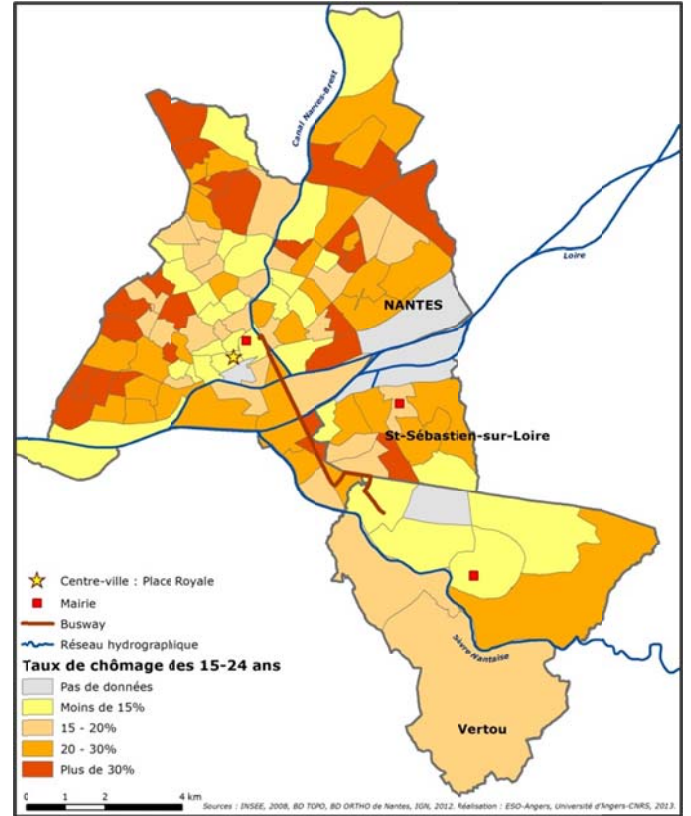 Canal Nantes-Brest
Loire
NANTES
St-Sébastien-sur-Loire
Sèvre Nantaise
Vertou
Centre-ville : Place Royale
Mairie
Busway
Réseau hydrographique
Taux de chômage des 15-24 ans
Pas de données
Moins de 15%
15 - 20%
20 - 30%
Plus de 30%
0 1 2 4 km
Sources : INSEE, 2008, BD TOPO, BD ORTHO de Nantes, IGN, 2012. Réalisation : ESO-Angers, Université d'Angers-CNRS, 2013.